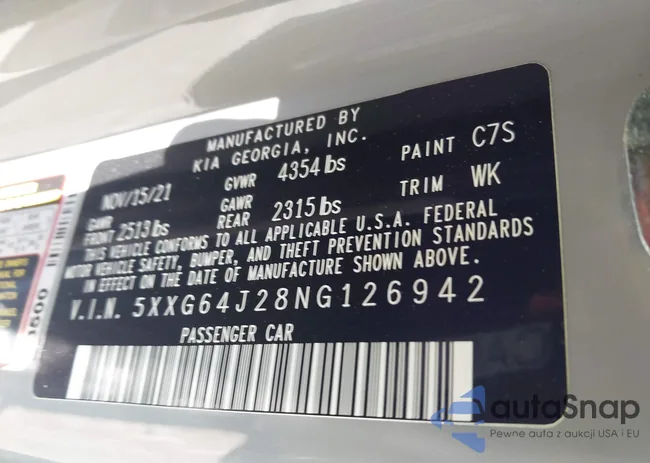 MANUFACTURED BY
KIA GEORGIA, INC.
NOV/15/21 GVWR 4354 lbs PAINT C7S
GAWR FRONT 2513 lbs GAWR REAR 2315 lbs TRIM WK
THIS VEHICLE CONFORMS TO ALL APPLICABLE U.S.A. FEDERAL
MOTOR VEHICLE SAFETY, BUMPER, AND THEFT PREVENTION STANDARDS
IN EFFECT ON THE DATE OF MANUFACTURE SHOWN ABOVE.
V.I.N. 5XXG64J28NG126942
PASSENGER CAR
autoSnap
Pewne auta z aukcji USA i EU